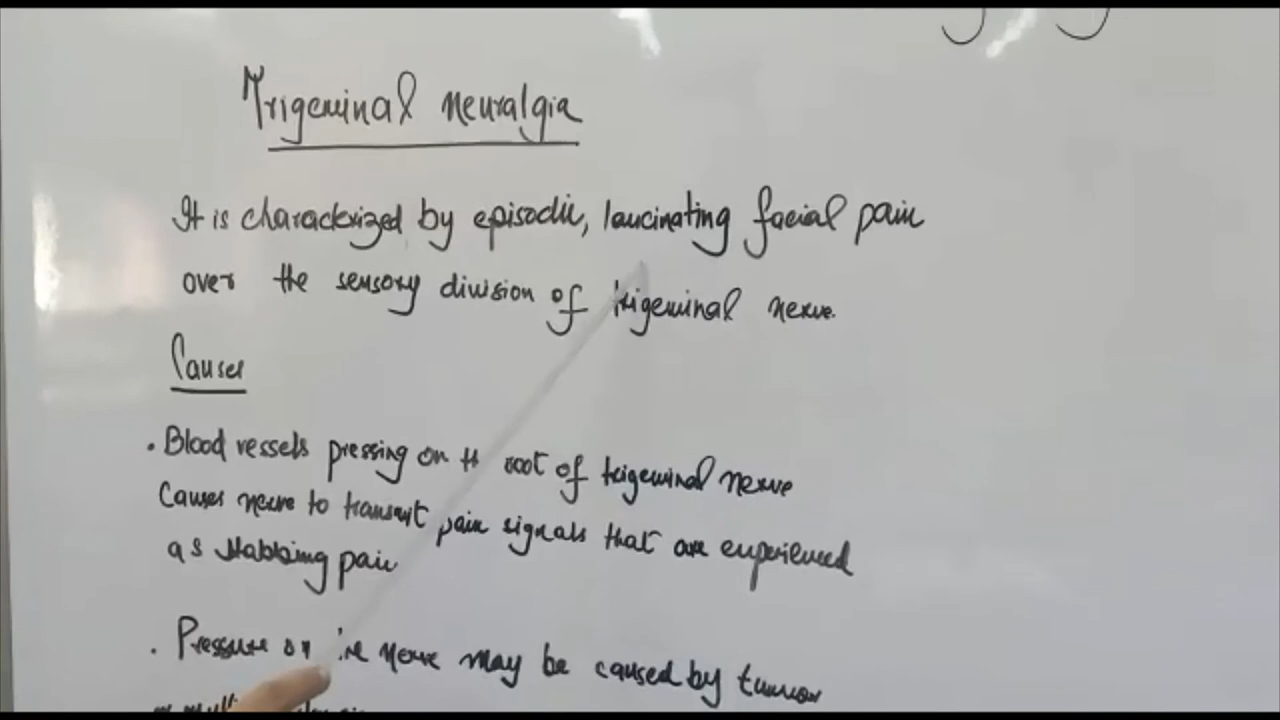 Trigeminal neuralgia
It is characterized by episodic, laucinating facial pain
over the sensory division of trigeminal nerve.
Causes
. Blood vessels pressing on th root of trigeminal nerve
Causes nerve to transmit pain signals that are experienced
as stabbing pain
. Pressure on the nerve may be caused by tumor